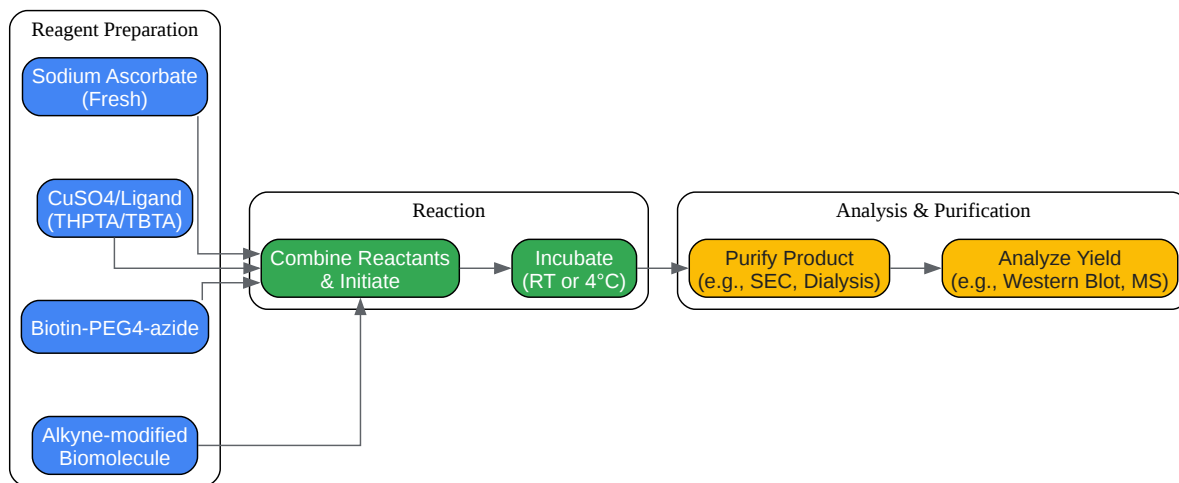 Reagent Preparation
Sodium Ascorbate
(Fresh)
CuSO4/Ligand
(THPTA/TBTA)
Biotin-PEG4-azide
Alkyne-modified
Biomolecule
Reaction
Combine Reactants
& Initiate
Incubate
(RT or 4°C)
Analysis & Purification
Purify Product
(e.g., SEC, Dialysis)
Analyze Yield
(e.g., Western Blot, MS)